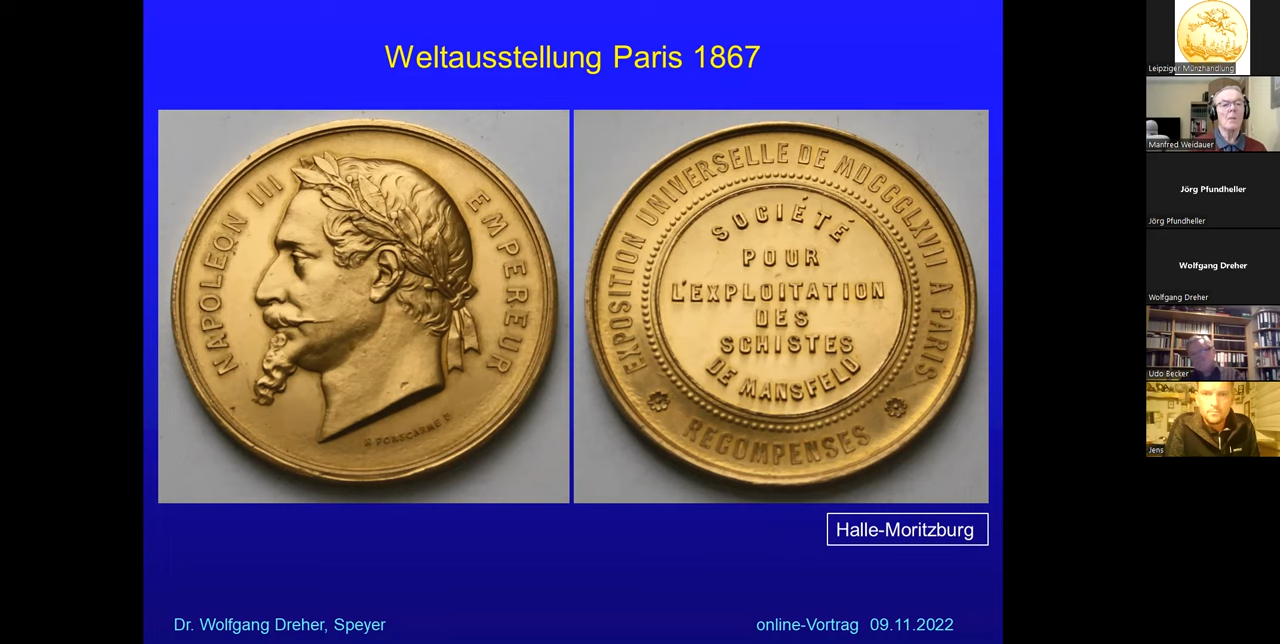 Weltausstellung Paris 1867
NAPOLEON III EMPEREUR
H PONSCARME F
EXPOSITION UNIVERSELLE DE MDCCCLXVII A PARIS
SOCIÉTÉ
POUR
L'EXPLOITATION
DES
SCHISTES
DE MANSFELD
RECOMPENSES
Halle-Moritzburg
Dr. Wolfgang Dreher, Speyer
online-Vortrag 09.11.2022
Leipziger Münzhandlung
Manfred Weidauer
Jörg Pfundheller
Jörg Pfundheller
Wolfgang Dreher
Wolfgang Dreher
Udo Becker
Jens